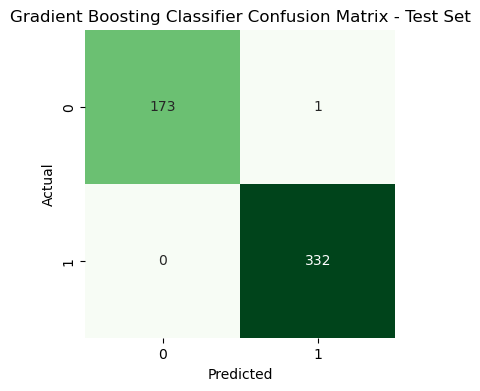 Gradient Boosting Classifier Confusion Matrix - Test Set
Actual
0
173
1
1
0
332
0
1
Predicted